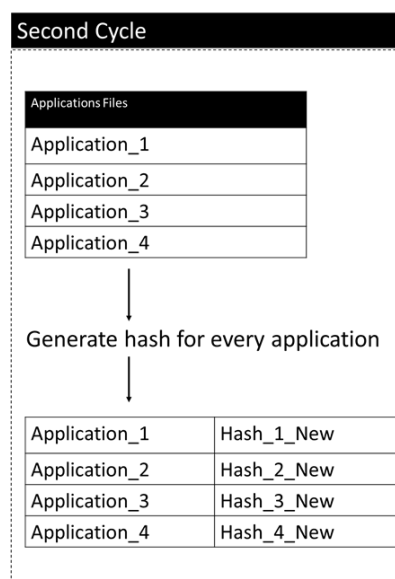 Second Cycle
Applications Files
Application_1
Application_2
Application_3
Application_4
Generate hash for every application
Application_1 Hash_1_New
Application_2 Hash_2_New
Application_3 Hash_3_New
Application_4 Hash_4_New